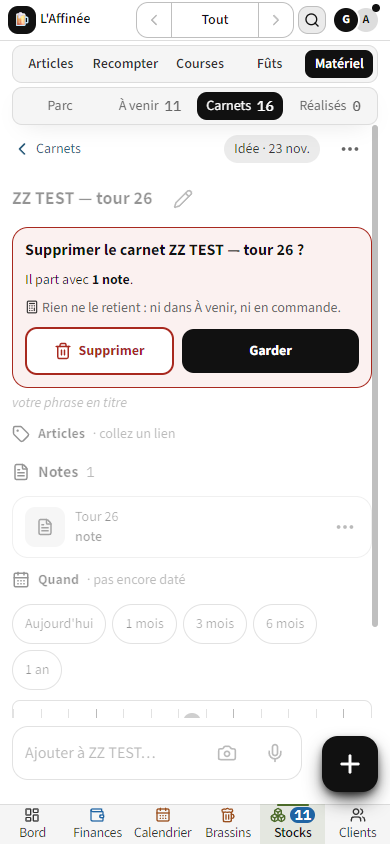 L'Affinée
Tout
G
A
Articles
Recompter
Courses
Fûts
Matériel
Parc
À venir 11
Carnets 16
Réalisés 0
Carnets
Idée · 23 nov.
ZZ TEST — tour 26
Supprimer le carnet ZZ TEST — tour 26 ?
Il part avec 1 note.
Rien ne le retient : ni dans À venir, ni en commande.
Supprimer
Garder
votre phrase en titre
Articles · collez un lien
Notes 1
Tour 26
note
Quand · pas encore daté
Aujourd'hui
1 mois
3 mois
6 mois
1 an
Ajouter à ZZ TEST…
11
Bord
Finances
Calendrier
Brassins
Stocks
Clients